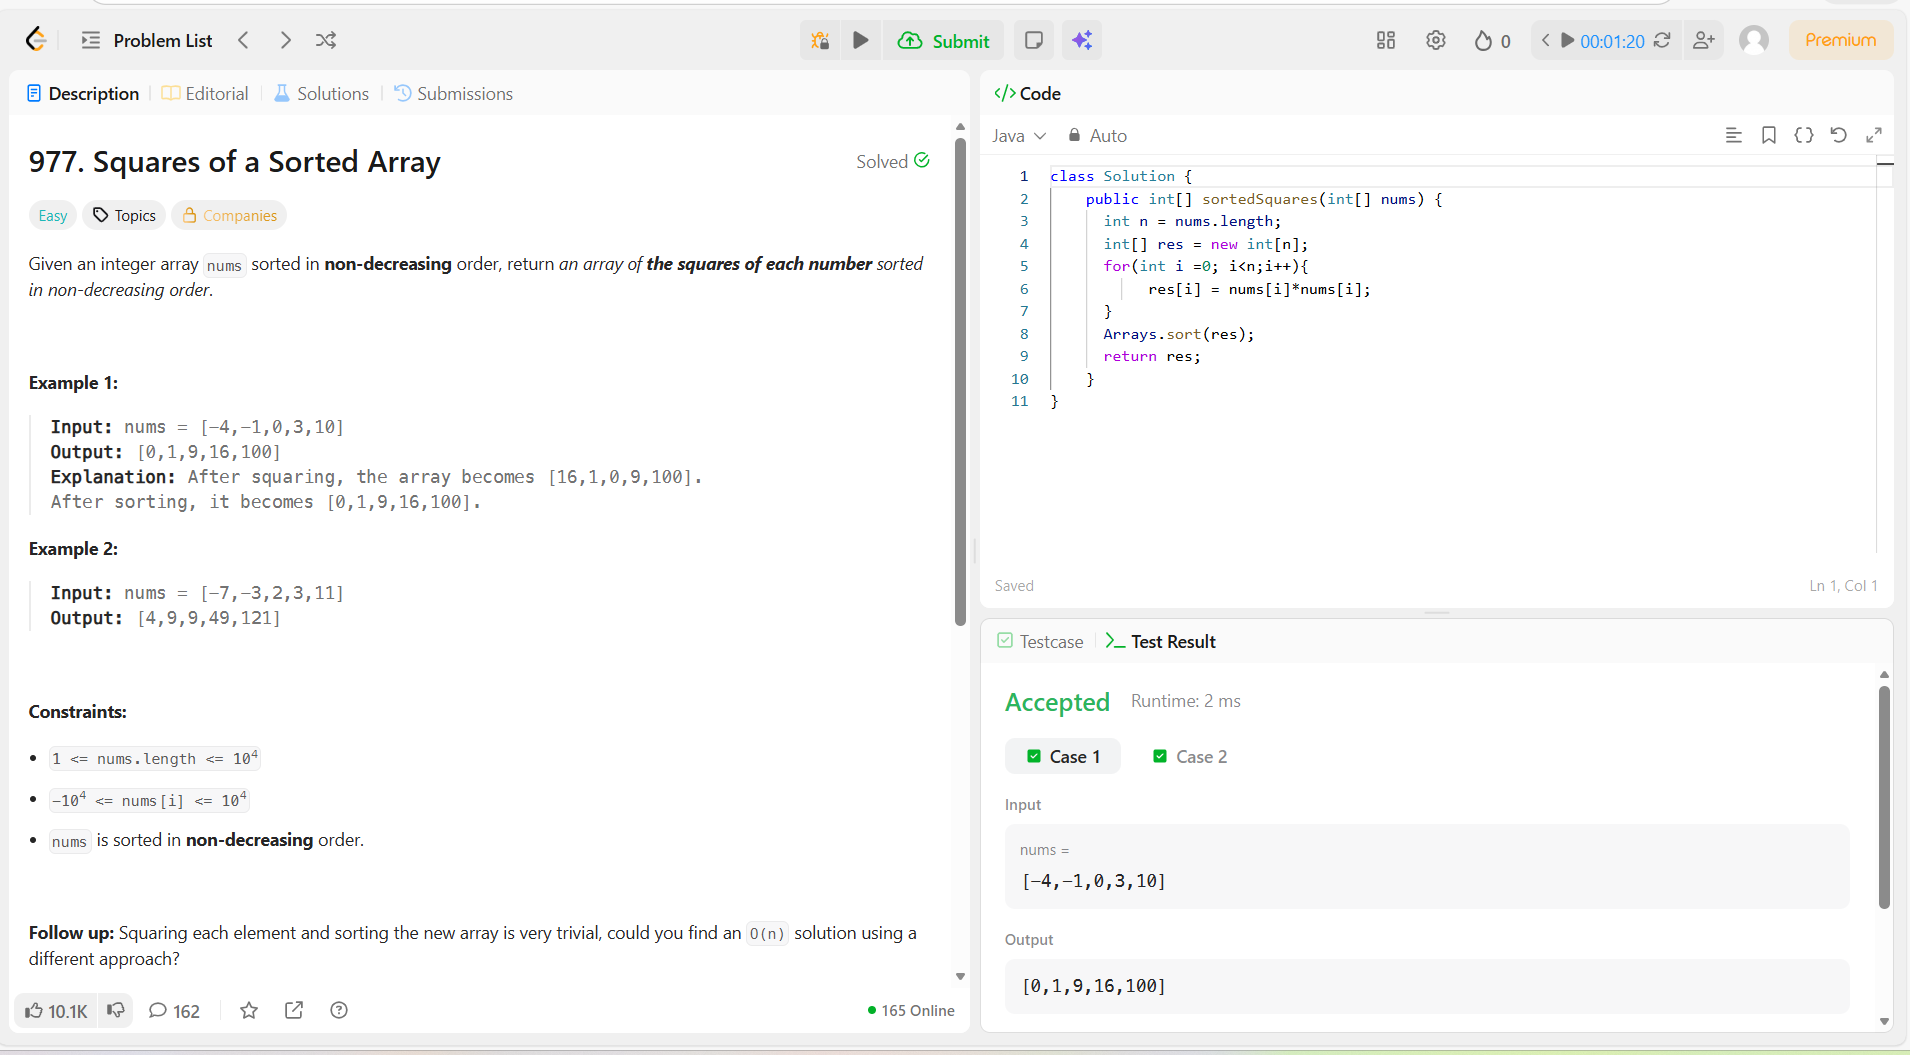 Problem List
Submit
0
00:01:20
Premium
Description
Editorial
Solutions
Submissions
977. Squares of a Sorted Array
Solved
Easy
Topics
Companies
Given an integer array nums sorted in non-decreasing order, return an array of the squares of each number sorted
in non-decreasing order.
Example 1:
Input: nums = [-4,-1,0,3,10]
Output: [0,1,9,16,100]
Explanation: After squaring, the array becomes [16,1,0,9,100].
After sorting, it becomes [0,1,9,16,100].
Example 2:
Input: nums = [-7,-3,2,3,11]
Output: [4,9,9,49,121]
Constraints:
• 1 <= nums.length <= 10⁴
• -10⁴ <= nums[i] <= 10⁴
• nums is sorted in non-decreasing order.
Follow up: Squaring each element and sorting the new array is very trivial, could you find an O(n) solution using a
different approach?
10.1K
162
165 Online
</> Code
Java
Auto
1 class Solution {
2 public int[] sortedSquares(int[] nums) {
3 int n = nums.length;
4 int[] res = new int[n];
5 for(int i =0; i<n;i++){
6 res[i] = nums[i]*nums[i];
7 }
8 Arrays.sort(res);
9 return res;
10 }
11 }
Saved
Ln 1, Col 1
Testcase
>_ Test Result
Accepted
Runtime: 2 ms
Case 1
Case 2
Input
nums =
[-4,-1,0,3,10]
Output
[0,1,9,16,100]